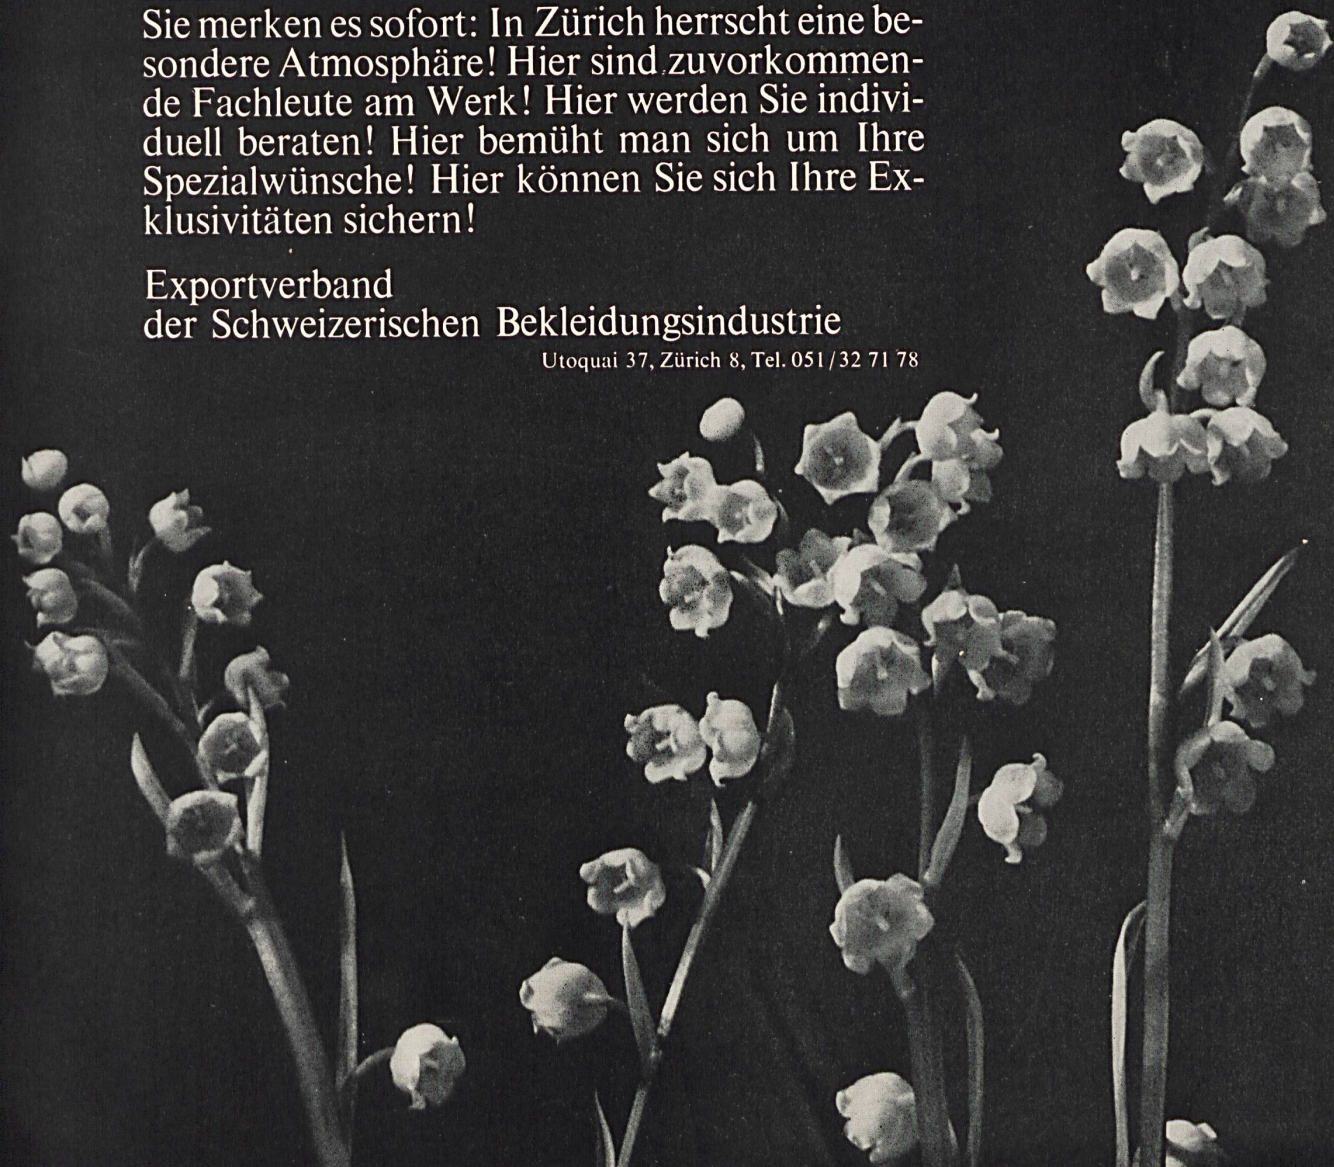 Sie merken es sofort: In Zürich herrscht eine be-
sondere Atmosphäre! Hier sind zuvorkommen-
de Fachleute am Werk! Hier werden Sie indivi-
duell beraten! Hier bemüht man sich um Ihre
Spezialwünsche! Hier können Sie sich Ihre Ex-
klusivitäten sichern!
Exportverband
der Schweizerischen Bekleidungsindustrie
Utoquai 37, Zürich 8, Tel. 051/32 71 78